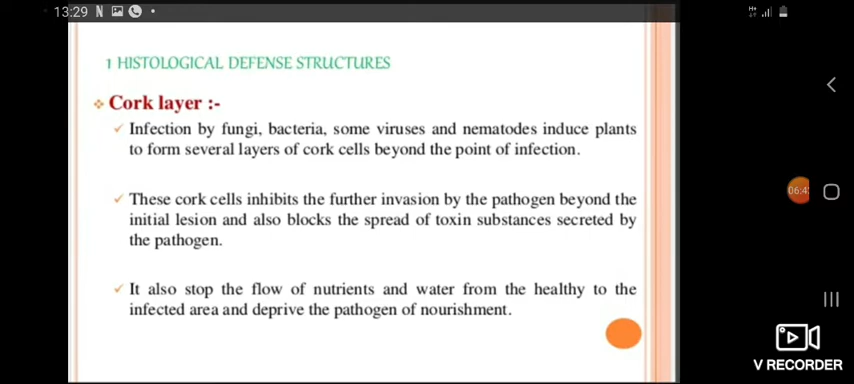 13:29 N
1 HISTOLOGICAL DEFENSE STRUCTURES
Cork layer :-
Infection by fungi, bacteria, some viruses and nematodes induce plants
to form several layers of cork cells beyond the point of infection.
These cork cells inhibits the further invasion by the pathogen beyond the
initial lesion and also blocks the spread of toxin substances secreted by
the pathogen.
It also stop the flow of nutrients and water from the healthy to the
infected area and deprive the pathogen of nourishment.
H+
V RECORDER